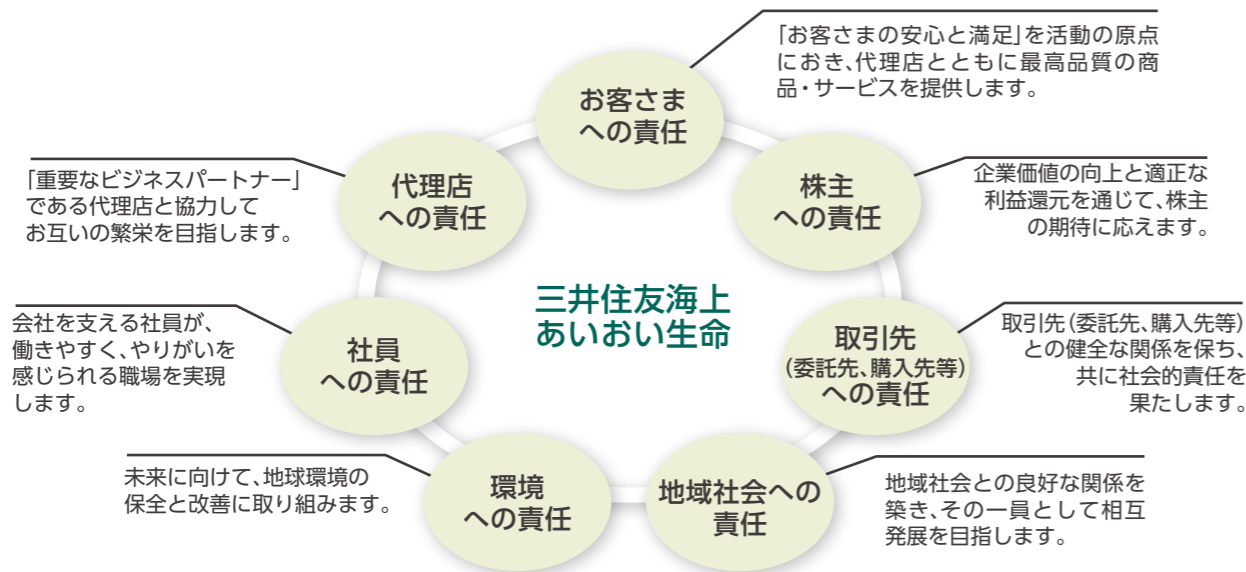 「お客さまの安心と満足」を活動の原点
におき、代理店とともに最高品質の商
品・サービスを提供します。
お客さま
への責任
「重要なビジネスパートナー」
である代理店と協力して
お互いの繁栄を目指します。
代理店
への責任
株主
への責任
企業価値の向上と適正な
利益還元を通じて、株主
の期待に応えます。
三井住友海上
あいおい生命
会社を支える社員が、
働きやすく、やりがいを
感じられる職場を実現
します。
社員
への責任
取引先
(委託先、購入先等)
への責任
取引先(委託先、購入先等)
との健全な関係を保ち、
共に社会的責任を
果たします。
未来に向けて、地球環境の
保全と改善に取り組みます。
環境
への責任
地域社会への
責任
地域社会との良好な関係を
築き、その一員として相互
発展を目指します。